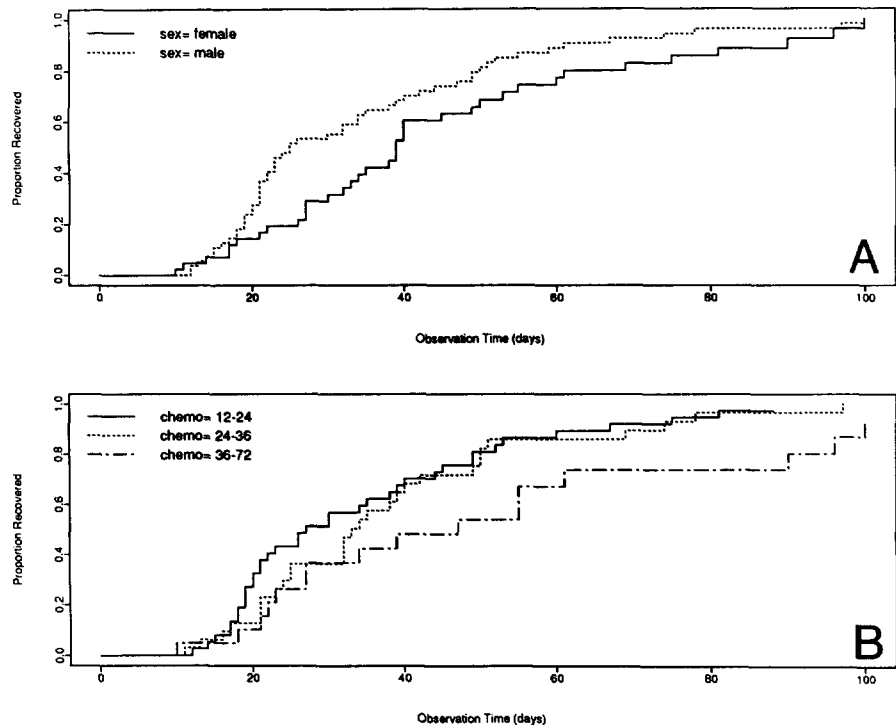 sex= female
sex= male
Proportion Recovered
0.0 0.2 0.4 0.6 0.8 1.0
0 20 40 60 80 100
Observation Time (days)
A
chemo= 12-24
chemo= 24-36
chemo= 36-72
Proportion Recovered
0.0 0.2 0.4 0.6 0.8 1.0
0 20 40 60 80 100
Observation Time (days)
B